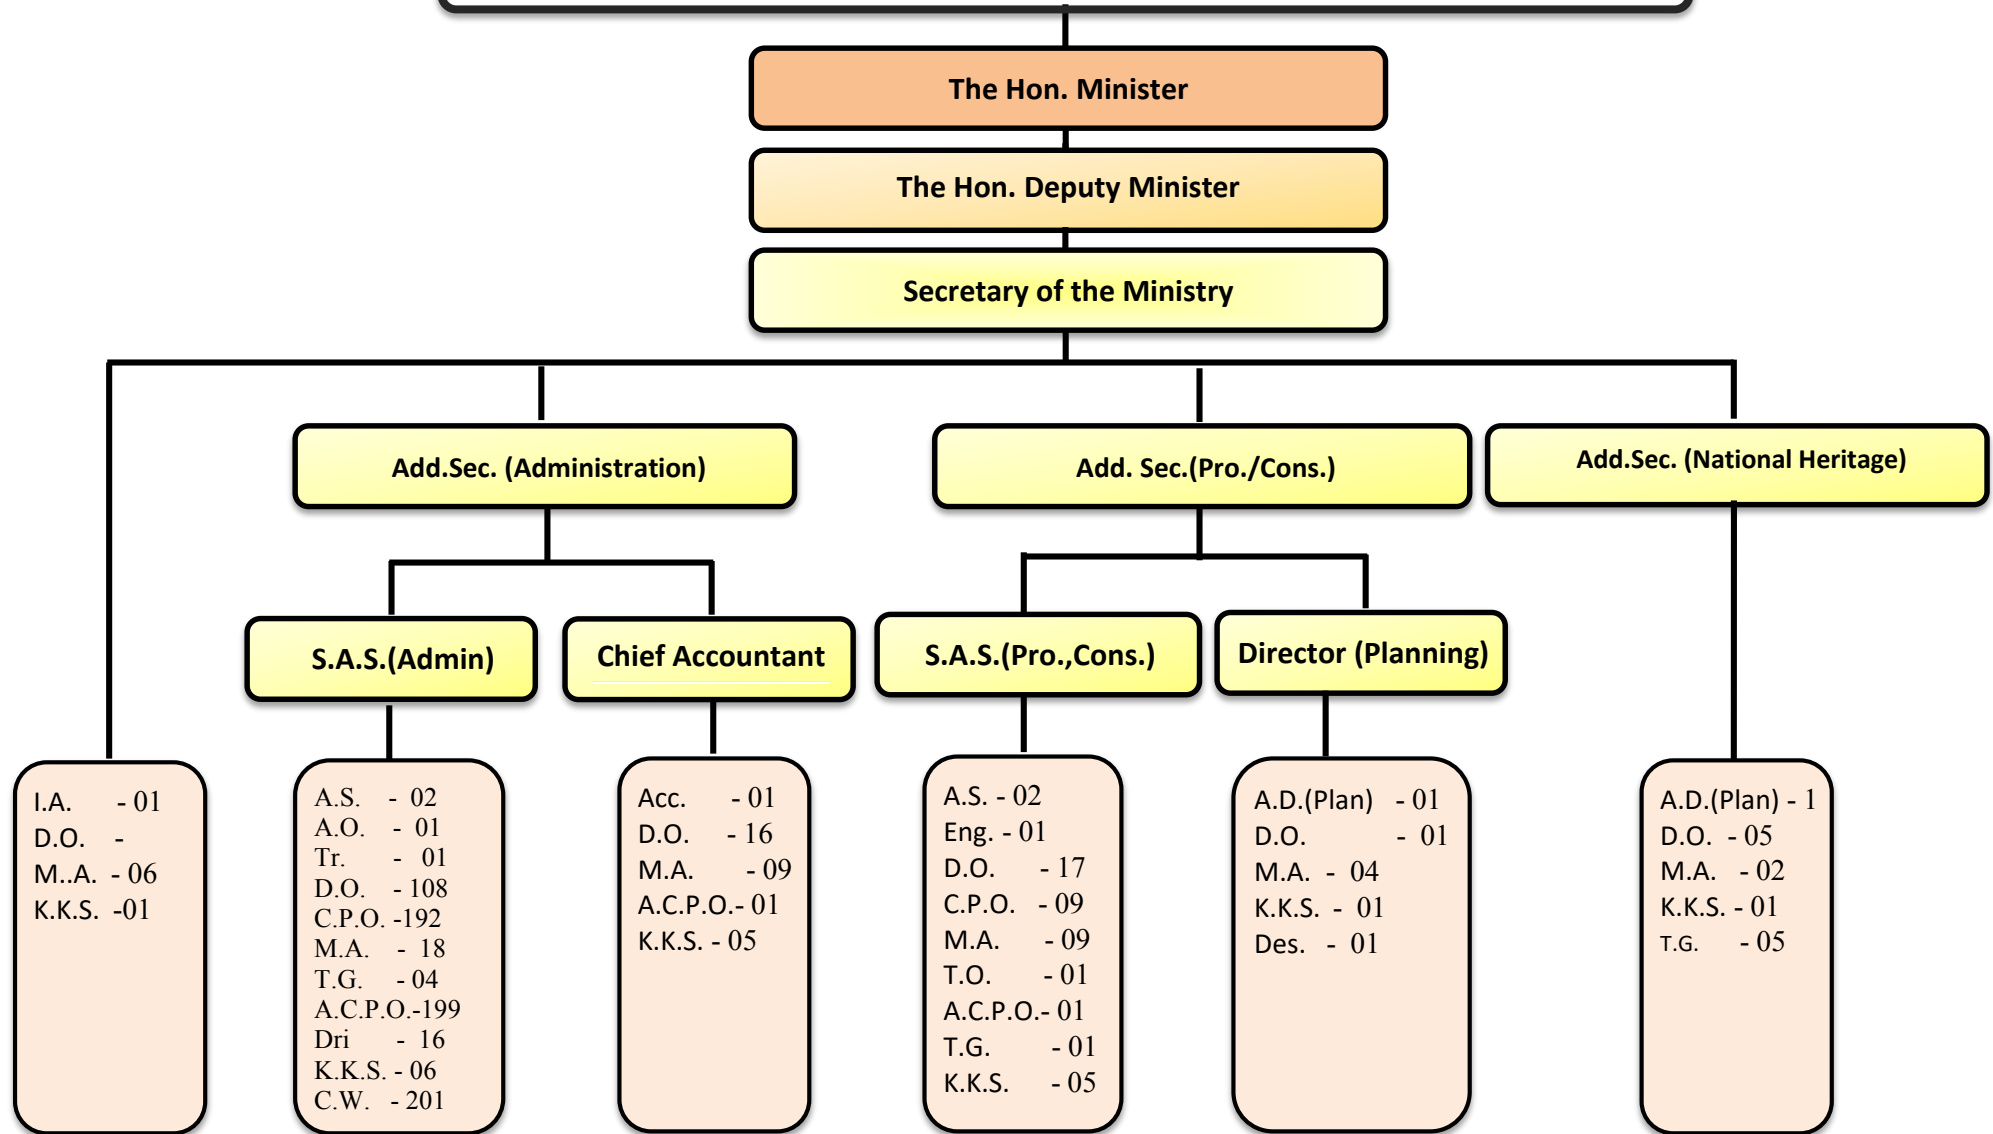 The Hon. Minister
The Hon. Deputy Minister
Secretary of the Ministry
Add.Sec. (Administration)
Add. Sec.(Pro./Cons.)
Add.Sec. (National Heritage)
S.A.S.(Admin)
Chief Accountant
S.A.S.(Pro.,Cons.)
Director (Planning)
I.A. - 01
D.O. -
M..A. - 06
K.K.S. -01
A.S. - 02
A.O. - 01
Tr. - 01
D.O. - 108
C.P.O. -192
M.A. - 18
T.G. - 04
A.C.P.O.-199
Dri - 16
K.K.S. - 06
C.W. - 201
Acc. - 01
D.O. - 16
M.A. - 09
A.C.P.O.- 01
K.K.S. - 05
A.S. - 02
Eng. - 01
D.O. - 17
C.P.O. - 09
M.A. - 09
T.O. - 01
A.C.P.O.- 01
T.G. - 01
K.K.S. - 05
A.D.(Plan) - 01
D.O. - 01
M.A. - 04
K.K.S. - 01
Des. - 01
A.D.(Plan) - 1
D.O. - 05
M.A. - 02
K.K.S. - 01
T.G. - 05